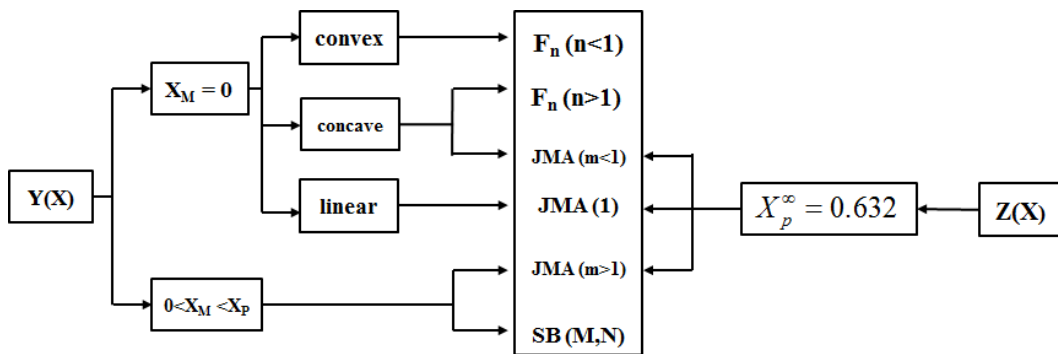 convex
F_n (n<1)
X_M = 0
F_n (n>1)
concave
JMA (m<1)
Y(X)
linear
JMA (1)
X_p^∞ = 0.632
Z(X)
JMA (m>1)
0<X_M <X_P
SB (M,N)